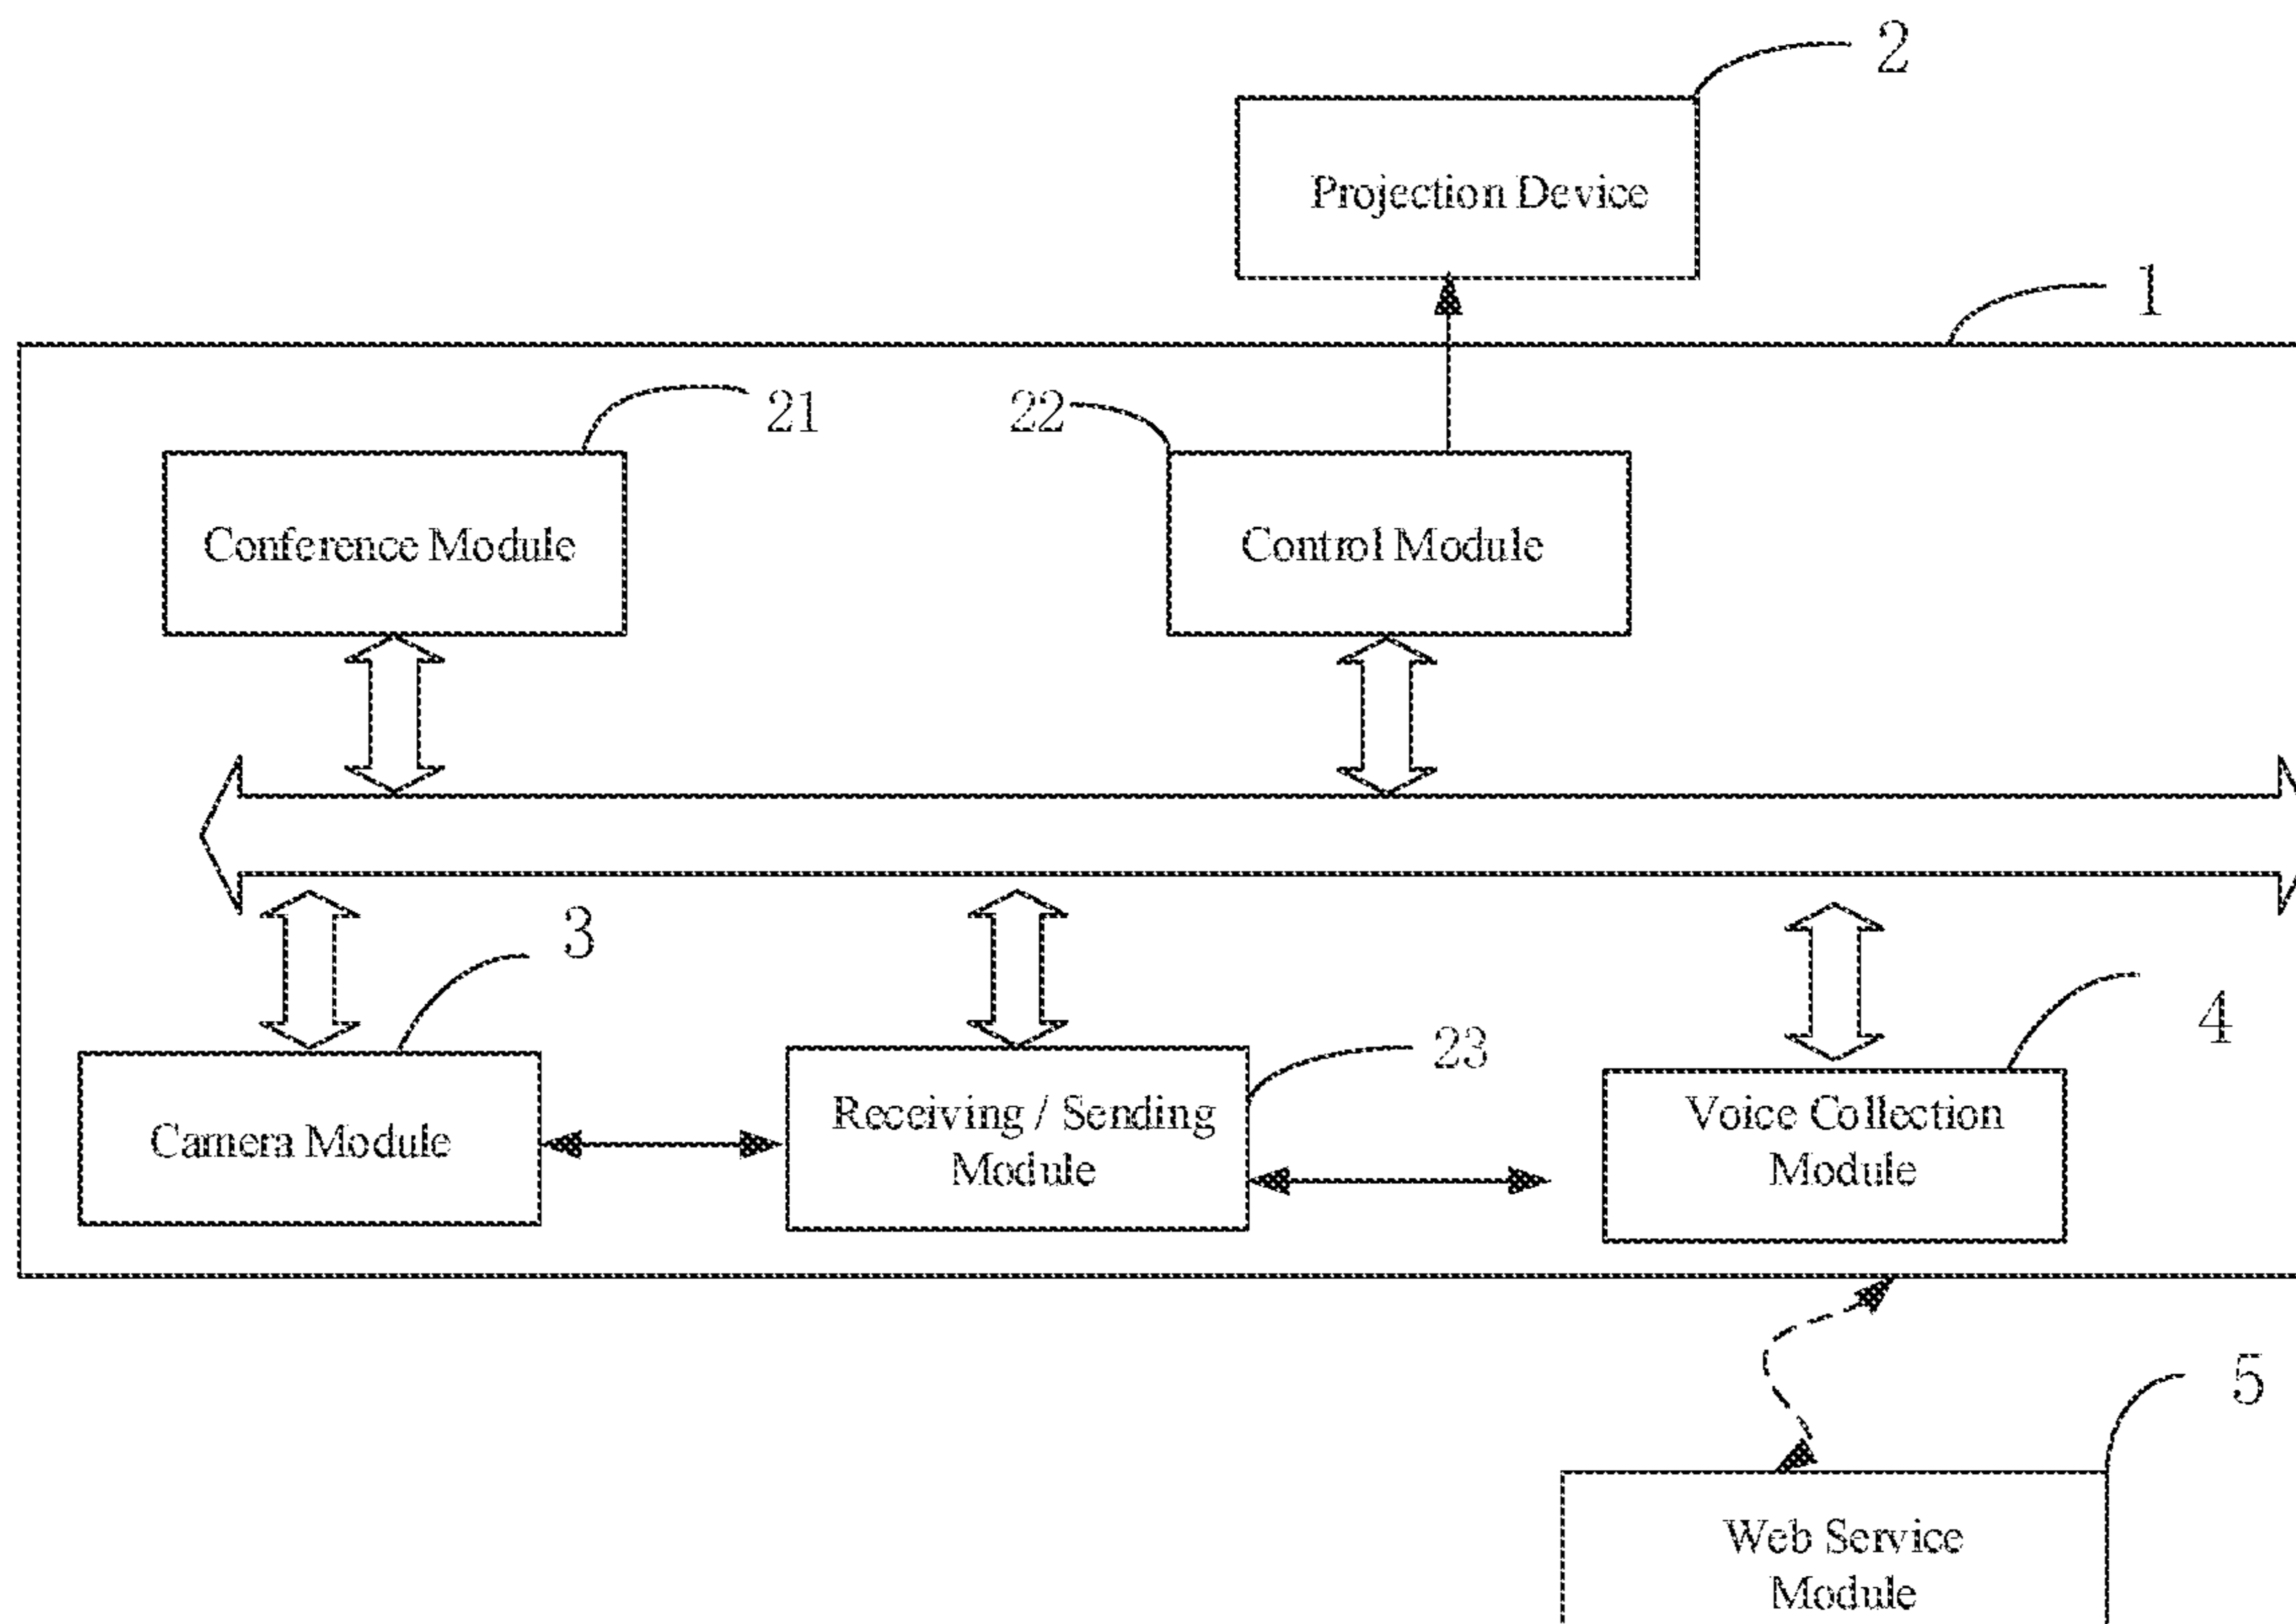 2
Projection Device
1
21
22
Conference Module
Control Module
3
23
4
Camera Module
Receiving / Sending
Module
Voice Collection
Module
5
Web Service
Module